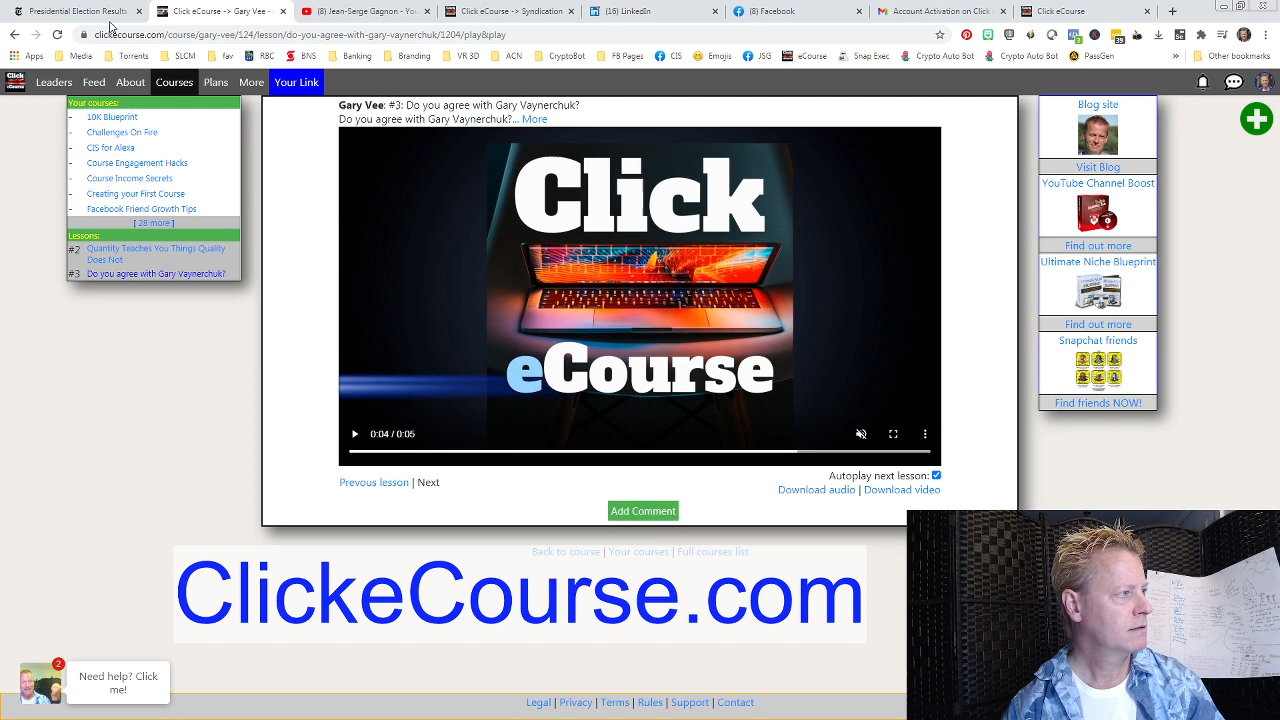 Presidential Election Results
Click eCourse -> Gary Vee -
(8) Jean-Serge Gagnon - You
Click eCourse -> Syndication
(16) LinkedIn
(8) Facebook
Account Activation on Click
Click eCourse
clickecourse.com/course/gary-vee/124/lesson/do-you-agree-with-gary-vaynerchuk/1204/play&play
Apps
Media
Torrents
SLCM
fav
RBC
BNS
Banking
Branding
VR 3D
ACN
CryptoBot
FB Pages
CIS
Emojis
JSG
eCourse
Snap Exec
Crypto Auto Bot
Crypto Auto Bot
PassGen
Other bookmarks
Click
eCourse
Leaders
Feed
About
Courses
Plans
More
Your Link
Your courses:
- 10K Blueprint
- Challenges On Fire
- CIS for Alexa
- Course Engagement Hacks
- Course Income Secrets
- Creating your First Course
- Facebook Friend Growth Tips
[ 28 more ]
Lessons:
#2 Quantity Teaches You Things Quality
Does Not
#3 Do you agree with Gary Vaynerchuk?
Gary Vee: #3: Do you agree with Gary Vaynerchuk?
Do you agree with Gary Vaynerchuk?... More
Click
eCourse
0:04 / 0:05
Autoplay next lesson:
Prevous lesson | Next
Download audio | Download video
Add Comment
Back to course | Your courses | Full courses list
Blog site
Visit Blog
YouTube Channel Boost
Find out more
Ultimate Niche Blueprint
Find out more
Snapchat friends
Find friends NOW!
ClickeCourse.com
2
Need help? Click
me!
Legal | Privacy | Terms | Rules | Support | Contact